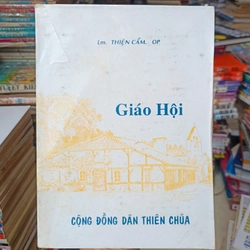 Lm. THIỆN CẨM. OP
Giáo Hội
CỘNG ĐỒNG DÂN THIÊN CHÚA